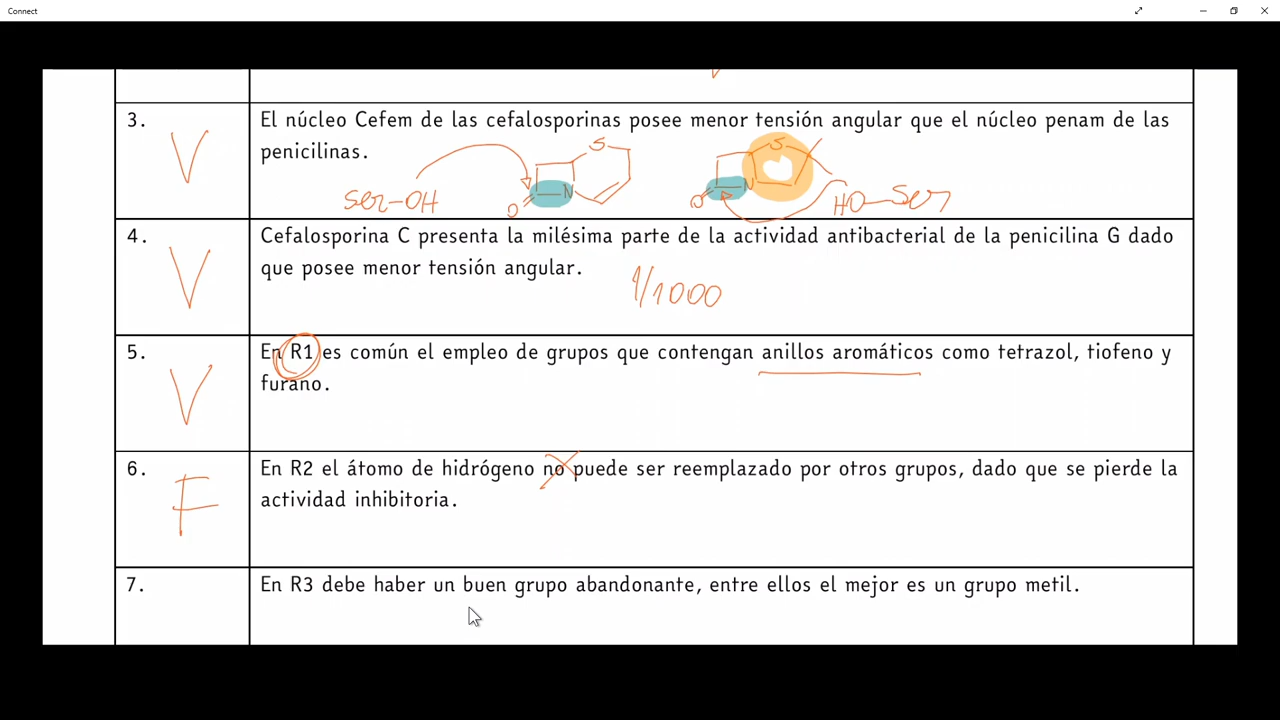 Connect
3.
El núcleo Cefem de las cefalosporinas posee menor tensión angular que el núcleo penam de las
penicilinas.
V
S
S
N
N
O
O
ser-OH
HO-Ser
4.
Cefalosporina C presenta la milésima parte de la actividad antibacterial de la penicilina G dado
que posee menor tensión angular.
V
1/1000
5.
En R1 es común el empleo de grupos que contengan anillos aromáticos como tetrazol, tiofeno y
furano.
V
6.
En R2 el átomo de hidrógeno no puede ser reemplazado por otros grupos, dado que se pierde la
actividad inhibitoria.
F
7.
En R3 debe haber un buen grupo abandonante, entre ellos el mejor es un grupo metil.